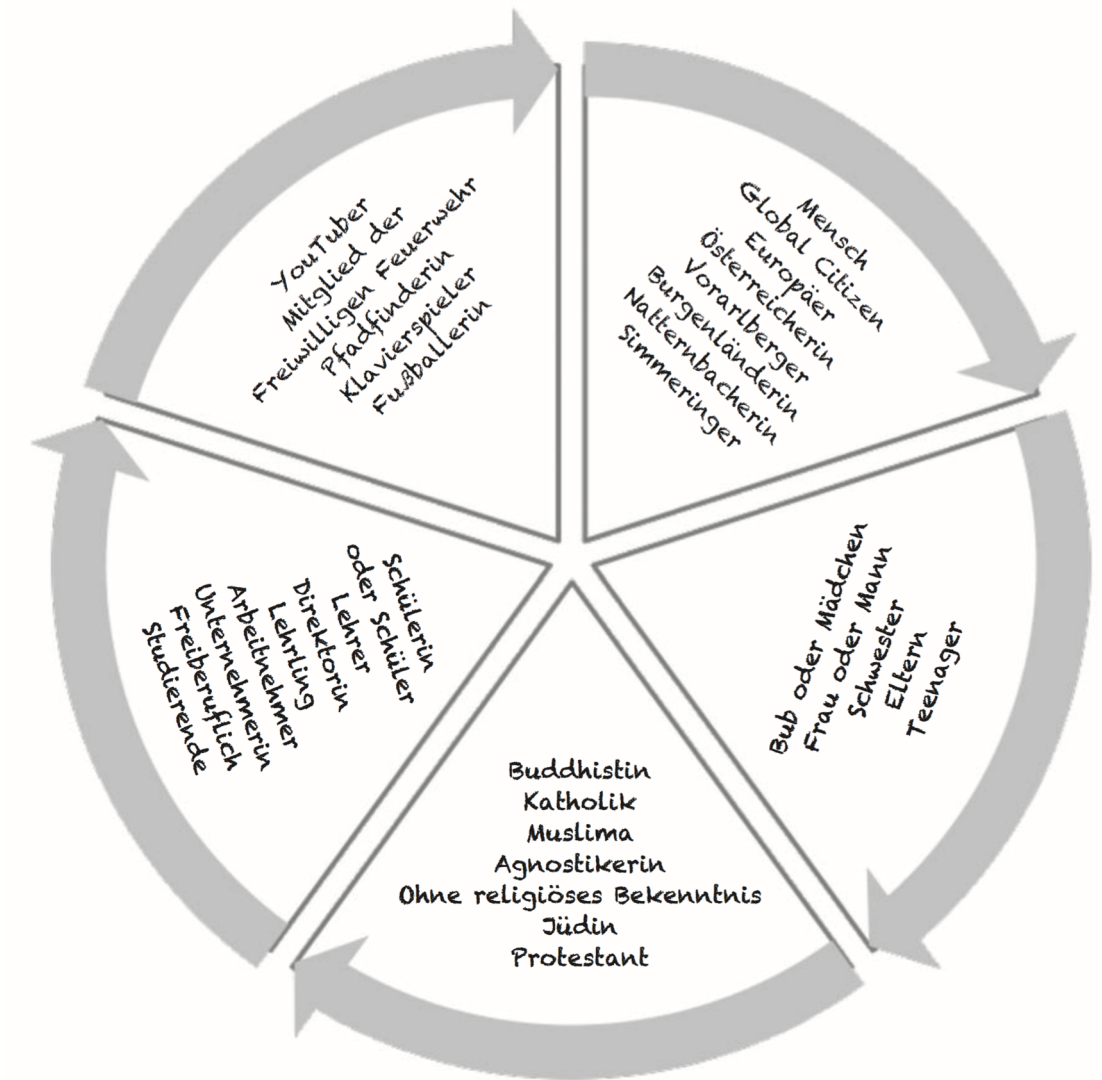 Mensch
Global Citizen
Europäer
Österreicherin
Vorarlberger
Burgenländerin
Natternbacherin
Simmeringer
Bub oder Mädchen
Frau oder Mann
Schwester
Eltern
Teenager
Buddhistin
Katholik
Muslima
Agnostikerin
Ohne religiöses Bekenntnis
Jüdin
Protestant
Schülerin
oder Schüler
Lehrer
Direktorin
Lehrling
Arbeitnehmer
Unternehmerin
Freiberuflich
Studierende
YouTuber
Mitglied der
Freiwilligen Feuerwehr
Pfadfinderin
Klavierspieler
Fußballerin